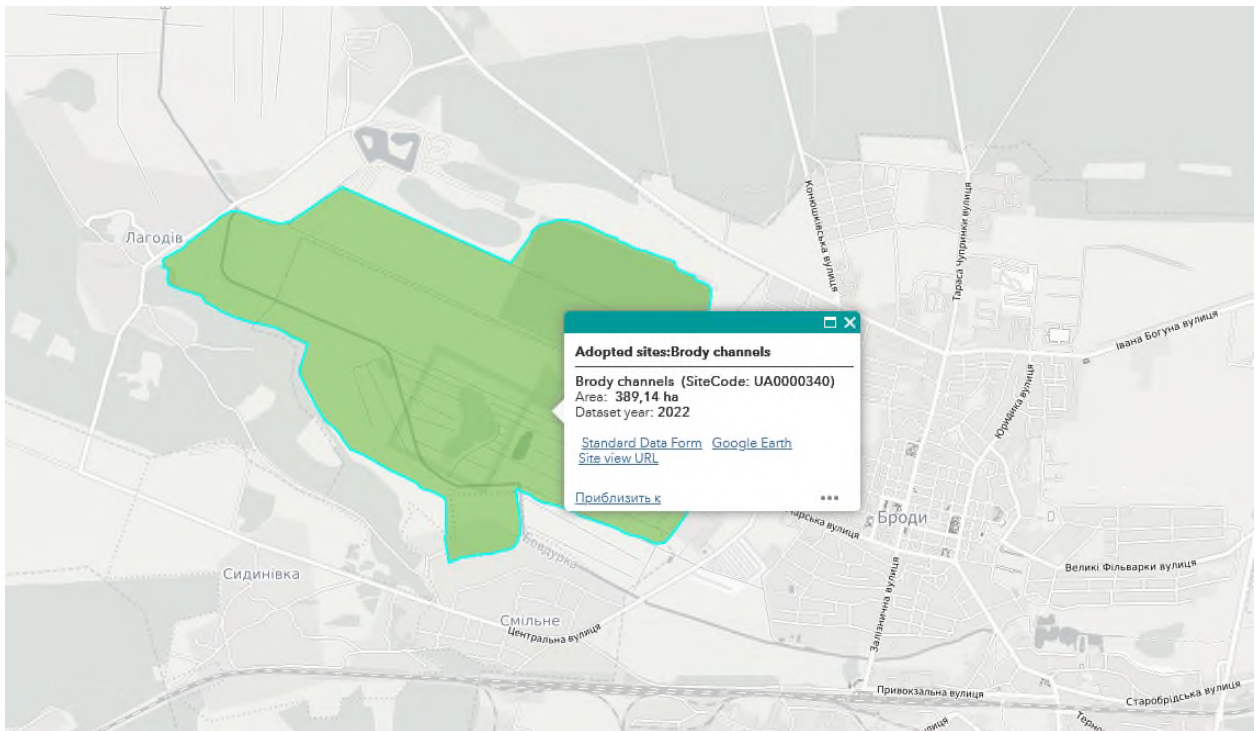 Лагодів
Конюшківська вулиця
Тараса Чупринки вулиця
Івана Богуна вулиця
Юридика вулиця
Adopted sites:Brody channels
Brody channels (SiteCode: UA0000340)
Area: 389,14 ha
Dataset year: 2022
Standard Data Form Google Earth
Site view URL
Приблизить к
Броди
Бовдурка
Великі Фільварки вулиця
Сидинівка
Смільне
Центральна вулиця
Залізнична вулиця
Привокзальна вулиця
Старобрідська вулиця